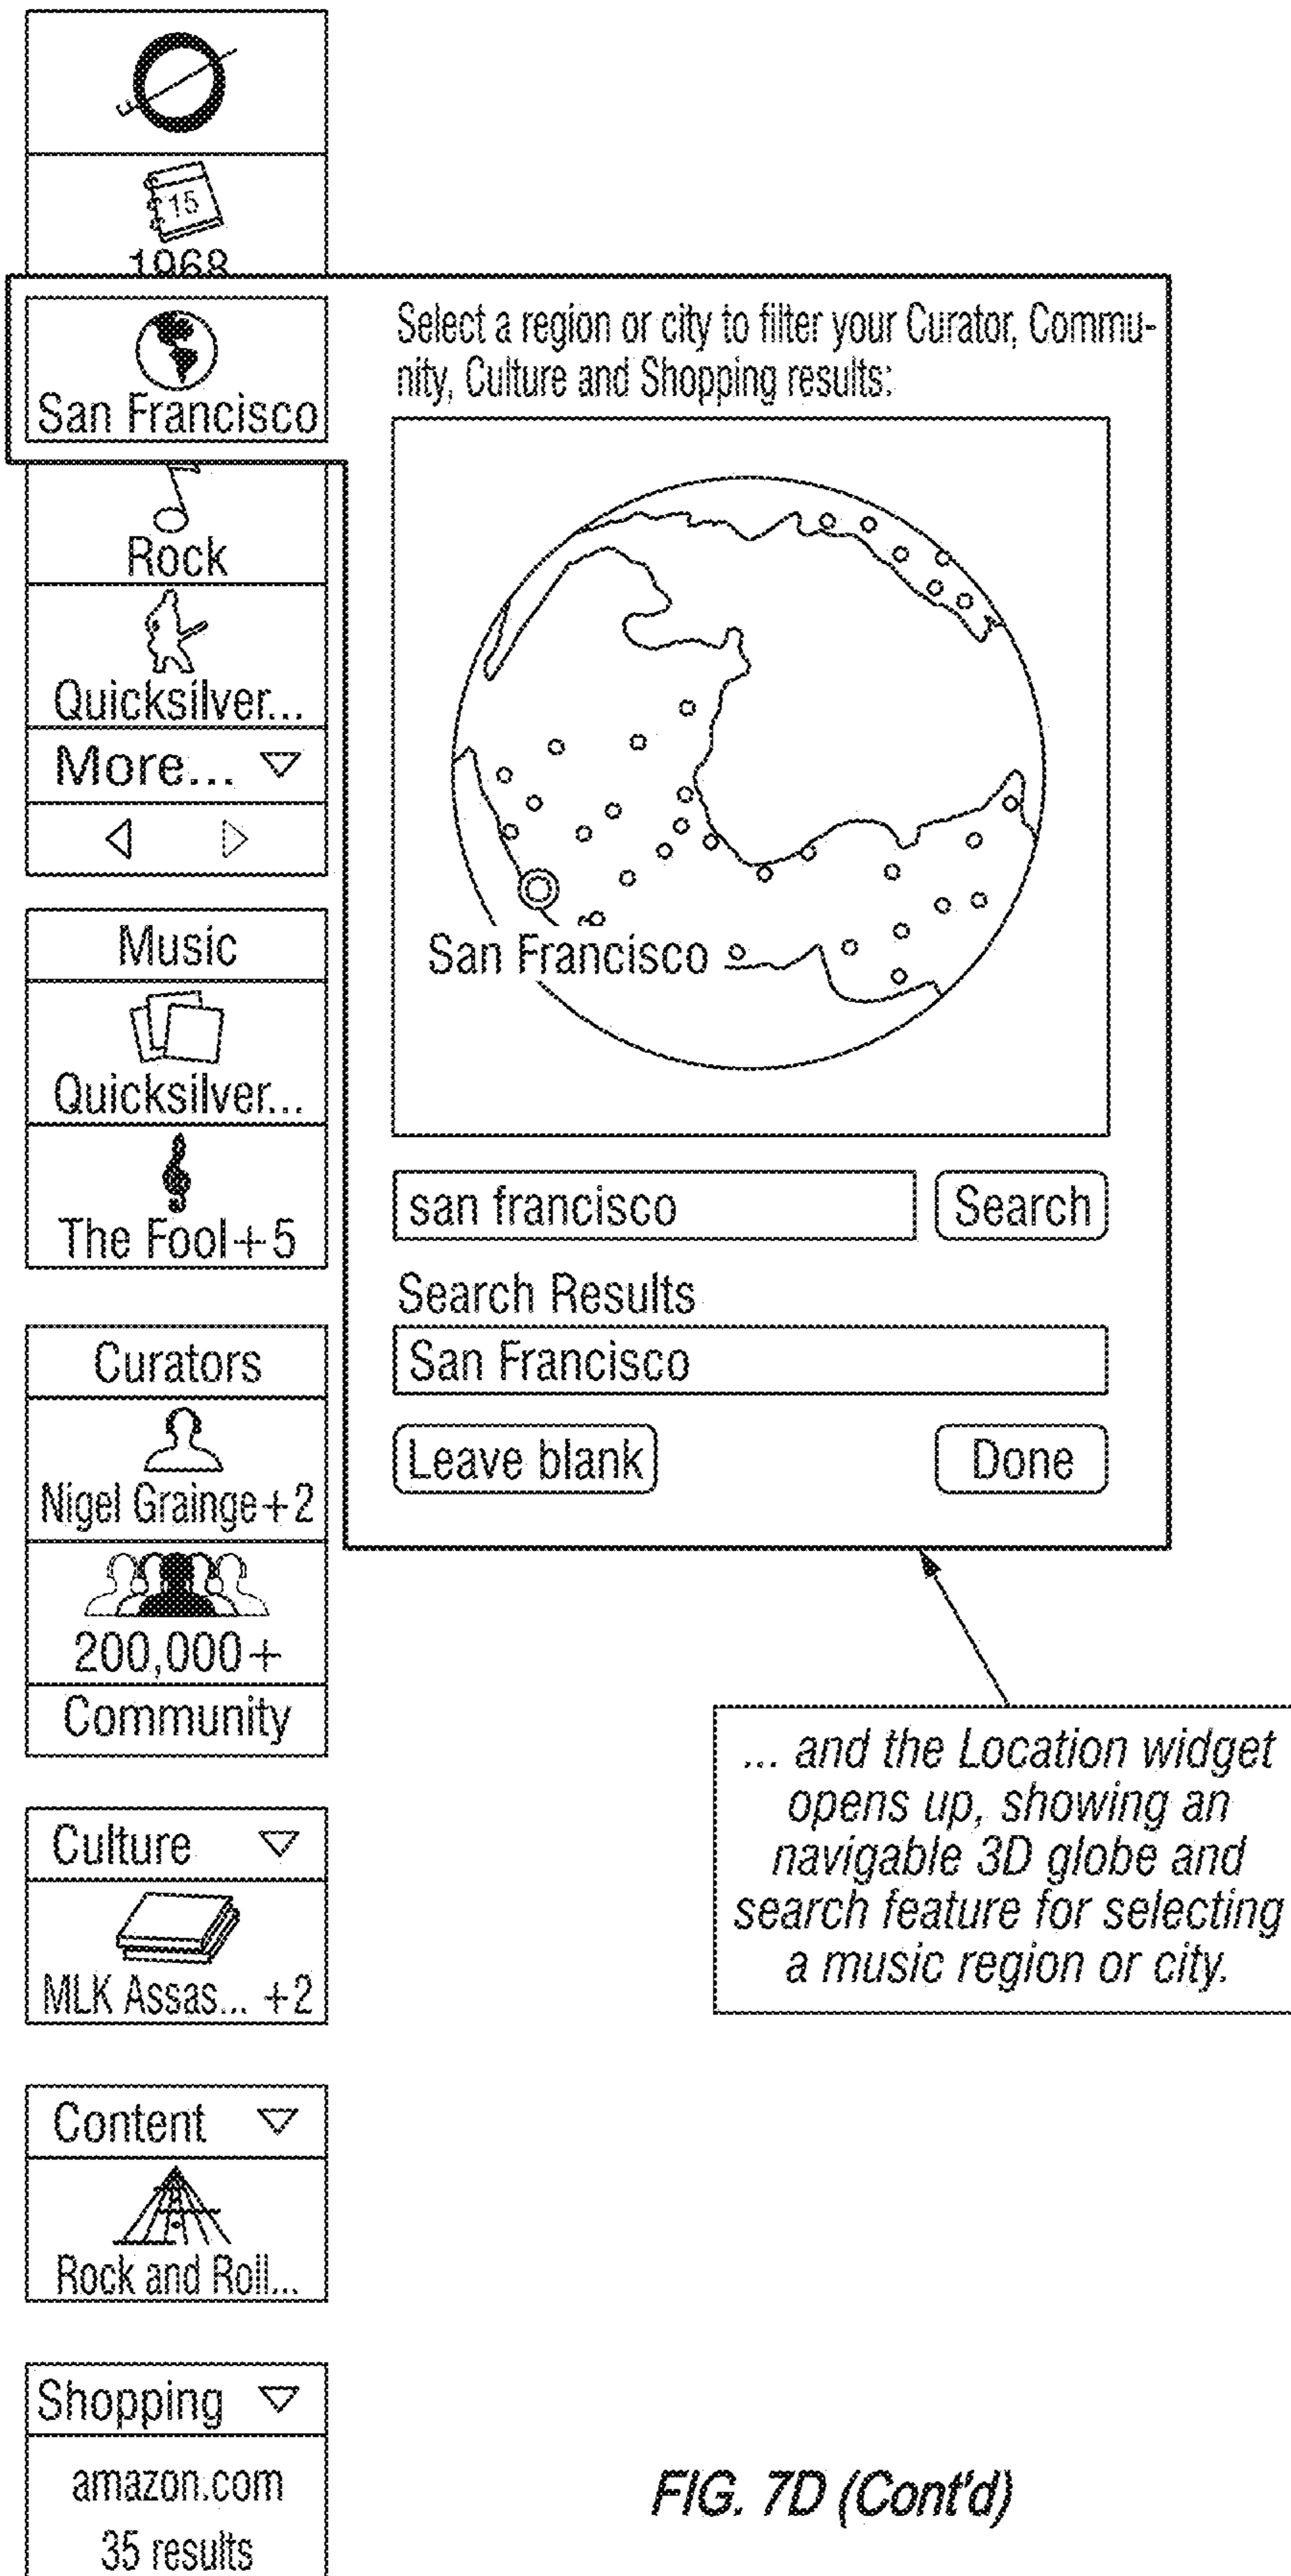 15
1968
San Francisco
Rock
Quicksilver...
More...
Music
Quicksilver...
The Fool+5
Curators
Nigel Grainge+2
200,000+
Community
Culture
MLK Assas... +2
Content
Rock and Roll...
Shopping
amazon.com
35 results
Select a region or city to filter your Curator, Commu-
nity, Culture and Shopping results:
San Francisco
san francisco
Search
Search Results
San Francisco
Leave blank
Done
... and the Location widget
opens up, showing an
navigable 3D globe and
search feature for selecting
a music region or city.
FIG. 7D (Cont'd)